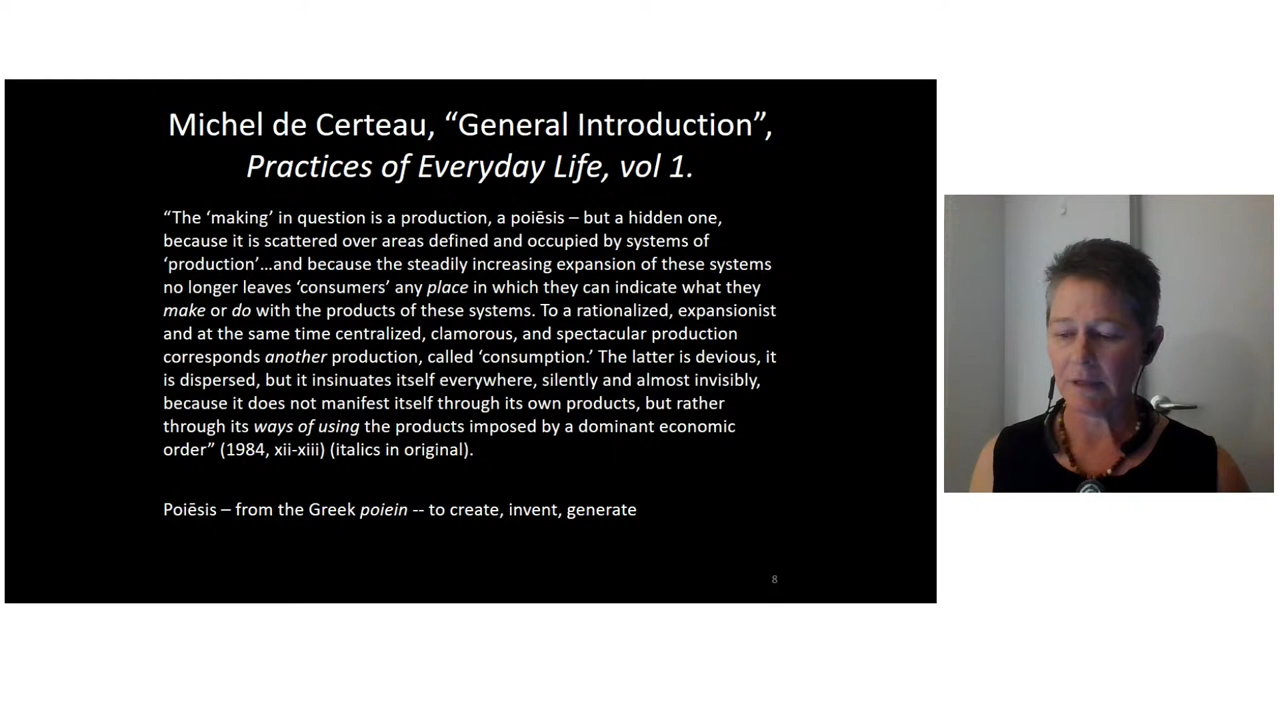 Michel de Certeau, “General Introduction”,
Practices of Everyday Life, vol 1.
“The ‘making’ in question is a production, a poiēsis – but a hidden one,
because it is scattered over areas defined and occupied by systems of
‘production’…and because the steadily increasing expansion of these systems
no longer leaves ‘consumers’ any place in which they can indicate what they
make or do with the products of these systems. To a rationalized, expansionist
and at the same time centralized, clamorous, and spectacular production
corresponds another production, called ‘consumption.’ The latter is devious, it
is dispersed, but it insinuates itself everywhere, silently and almost invisibly,
because it does not manifest itself through its own products, but rather
through its ways of using the products imposed by a dominant economic
order” (1984, xii-xiii) (italics in original).
Poiēsis – from the Greek poiein -- to create, invent, generate
8